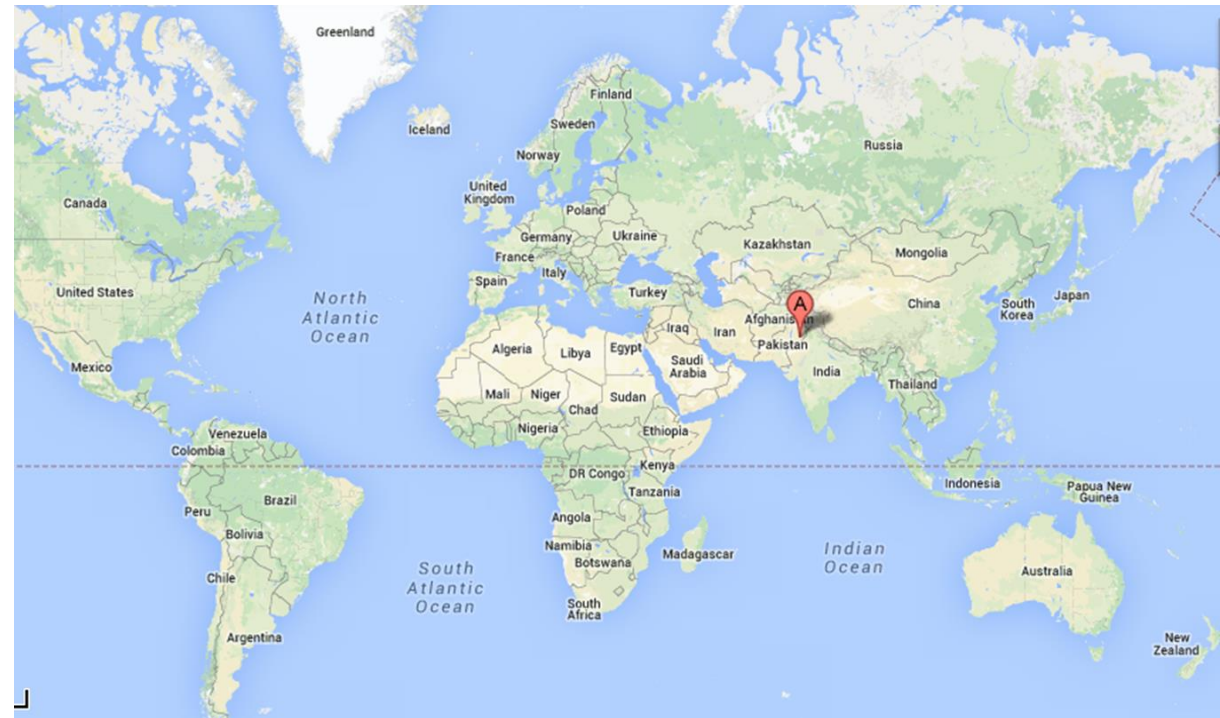 Greenland
Finland
Iceland
Sweden
Norway
Russia
United
Kingdom
Canada
Poland
Germany
Ukraine
Kazakhstan
Mongolia
France
Italy
Spain
Turkey
United States
North
Atlantic
Ocean
A
China
South
Korea
Japan
Iraq
Iran
Afghanistan
Pakistan
Algeria
Libya
Egypt
Saudi
Arabia
India
Mexico
Thailand
Mali
Niger
Chad
Sudan
Nigeria
Ethiopia
Venezuela
Colombia
DR Congo
Kenya
Indonesia
Papua New
Guinea
Tanzania
Brazil
Peru
Bolivia
Angola
Namibia
Botswana
Madagascar
Indian
Ocean
Chile
South
Atlantic
Ocean
South
Africa
Australia
Argentina
New
Zealand